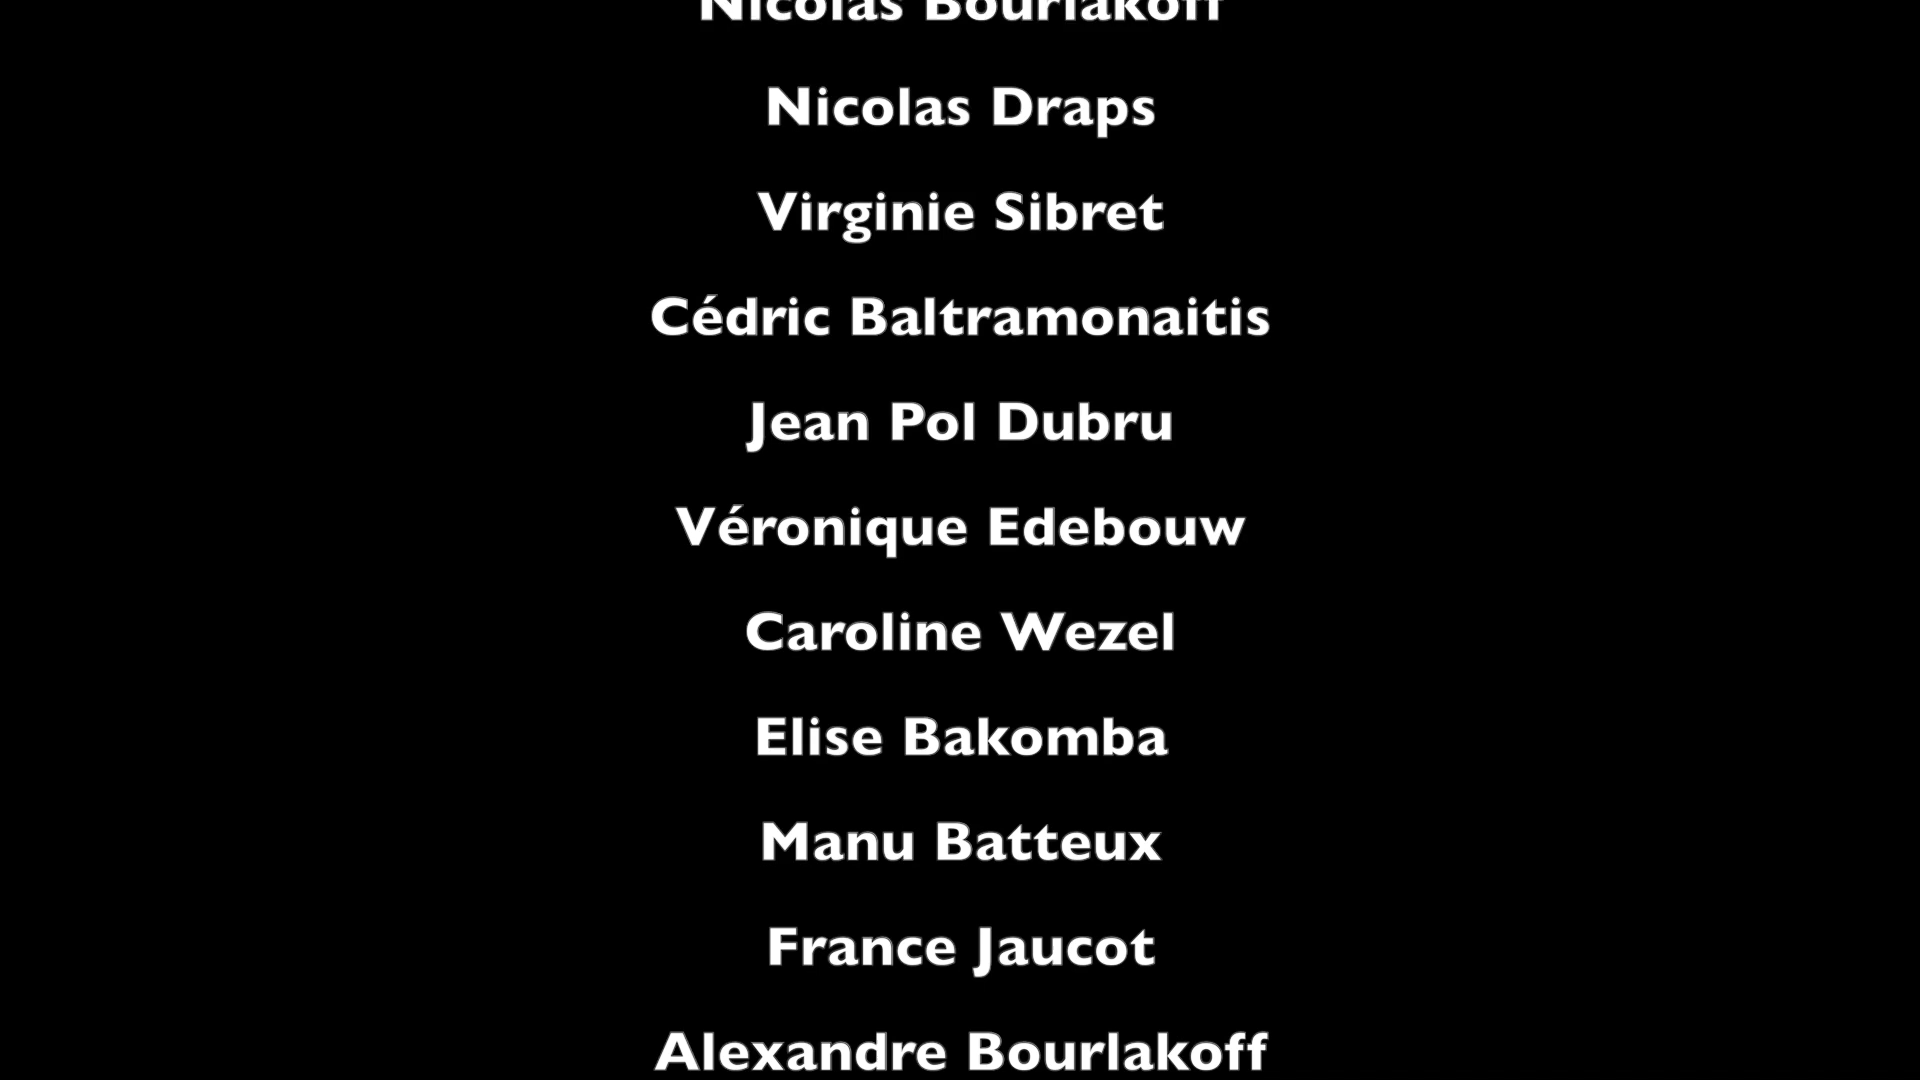 Nicolas Bourlakoff
Nicolas Draps
Virginie Sibret
Cédric Baltramonaitis
Jean Pol Dubru
Véronique Edebouw
Caroline Wezel
Elise Bakomba
Manu Batteux
France Jaucot
Alexandre Bourlakoff